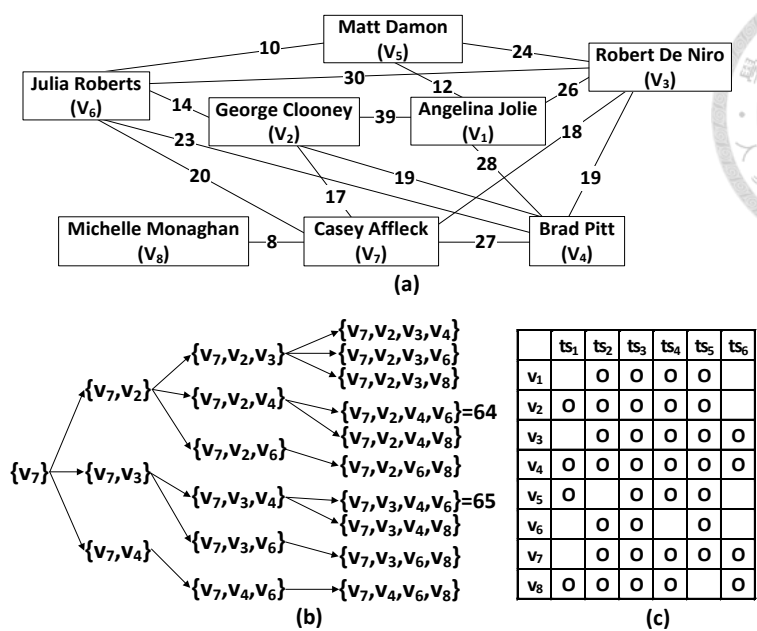 10
Matt Damon
(V5)
24
Robert De Niro
(V3)
30
Julia Roberts
(V6)
12
26
14
George Clooney
(V2)
39
Angelina Jolie
(V1)
23
18
28
20
19
17
19
Michelle Monaghan
(V8)
8
Casey Affleck
(V7)
27
Brad Pitt
(V4)
(a)
{v7}
{v7,v2}
{v7,v3}
{v7,v4}
{v7,v2,v3}
{v7,v2,v4}
{v7,v2,v6}
{v7,v3,v4}
{v7,v3,v6}
{v7,v4,v6}
{v7,v2,v3,v4}
{v7,v2,v3,v6}
{v7,v2,v3,v8}
{v7,v2,v4,v6}=64
{v7,v2,v4,v8}
{v7,v2,v6,v8}
{v7,v3,v4,v6}=65
{v7,v3,v4,v8}
{v7,v3,v6,v8}
{v7,v4,v6,v8}
(b)
ts1 ts2 ts3 ts4 ts5 ts6
v1 O O O O
v2 O O O O O
v3 O O O O O
v4 O O O O O O
v5 O O O O
v6 O O O
v7 O O O O O
v8 O O O O O
(c)